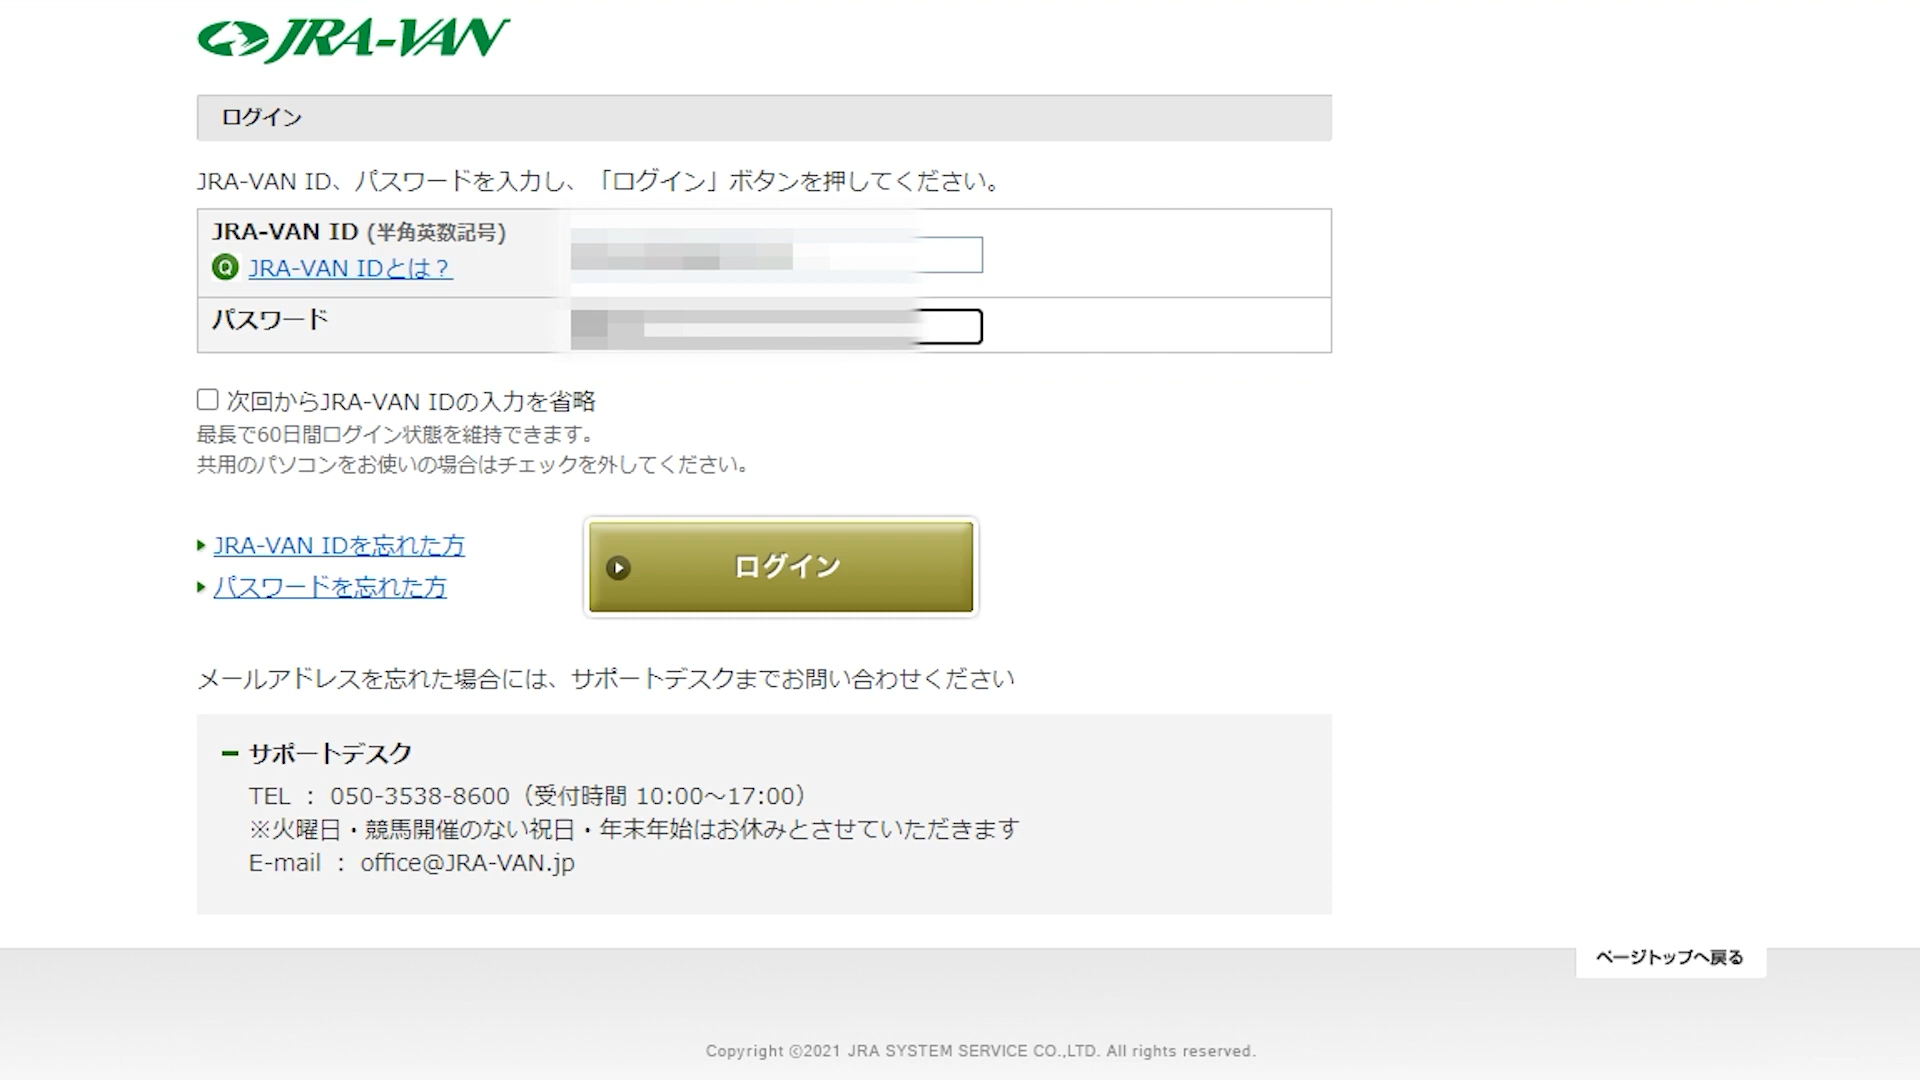 JRA-VAN
ログイン
JRA-VAN ID、パスワードを入力し、「ログイン」ボタンを押してください。
JRA-VAN ID (半角英数記号)
Q JRA-VAN IDとは？
パスワード
次回からJRA-VAN IDの入力を省略
最長で60日間ログイン状態を維持できます。
共用のパソコンをお使いの場合はチェックを外してください。
JRA-VAN IDを忘れた方
パスワードを忘れた方
ログイン
メールアドレスを忘れた場合には、サポートデスクまでお問い合わせください
サポートデスク
TEL ： 050-3538-8600（受付時間 10:00～17:00）
※火曜日・競馬開催のない祝日・年末年始はお休みとさせていただきます
E-mail ： office@JRA-VAN.jp
ページトップへ戻る
Copyright ©2021 JRA SYSTEM SERVICE CO.,LTD. All rights reserved.